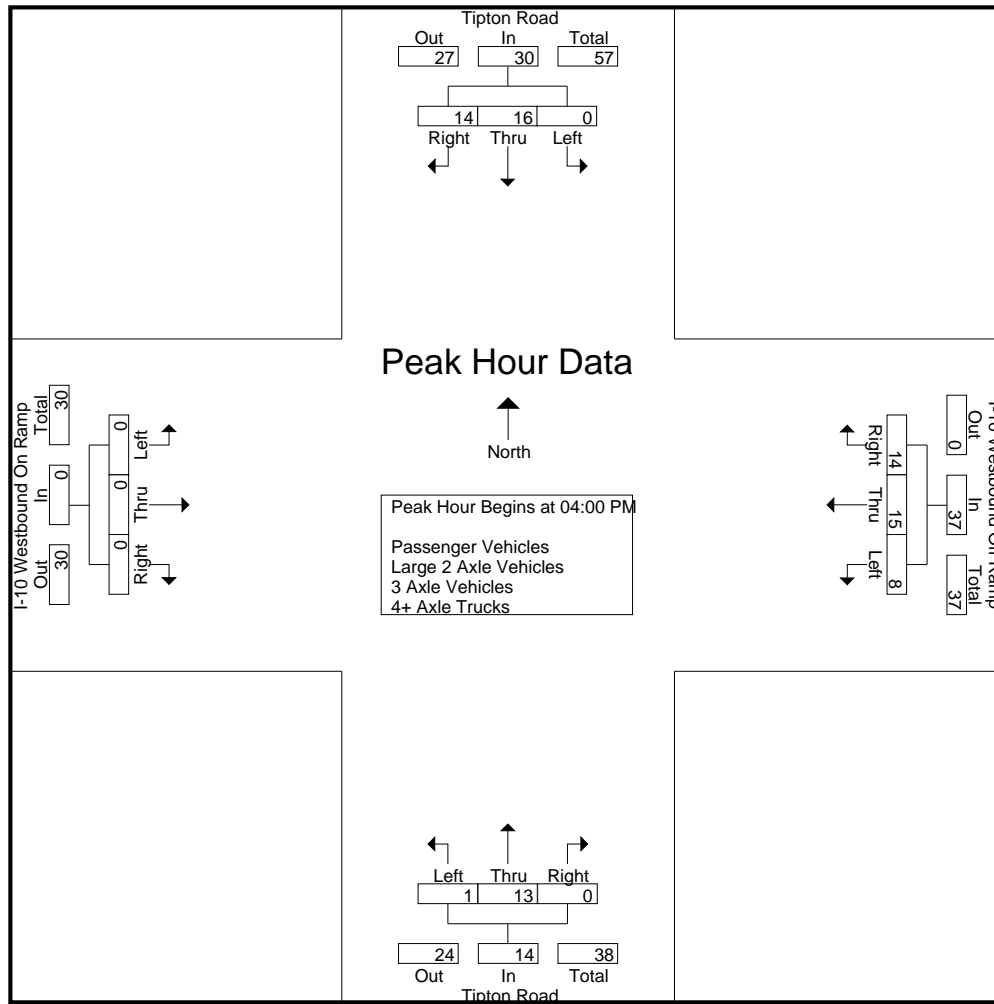 Tipton Road
Out In Total
27 30 57
14 16 0
Right Thru Left
Peak Hour Data
North
Peak Hour Begins at 04:00 PM
Passenger Vehicles
Large 2 Axle Vehicles
3 Axle Vehicles
4+ Axle Trucks
I-10 Westbound On Ramp
Total In Out
30 0 30
0 0 0
Left Thru Right
Right Thru Left
14 15 8
Out In Total
0 37 37
I-10 Westbound Off Ramp
Left Thru Right
1 13 0
24 14 38
Out In Total
Tipton Road